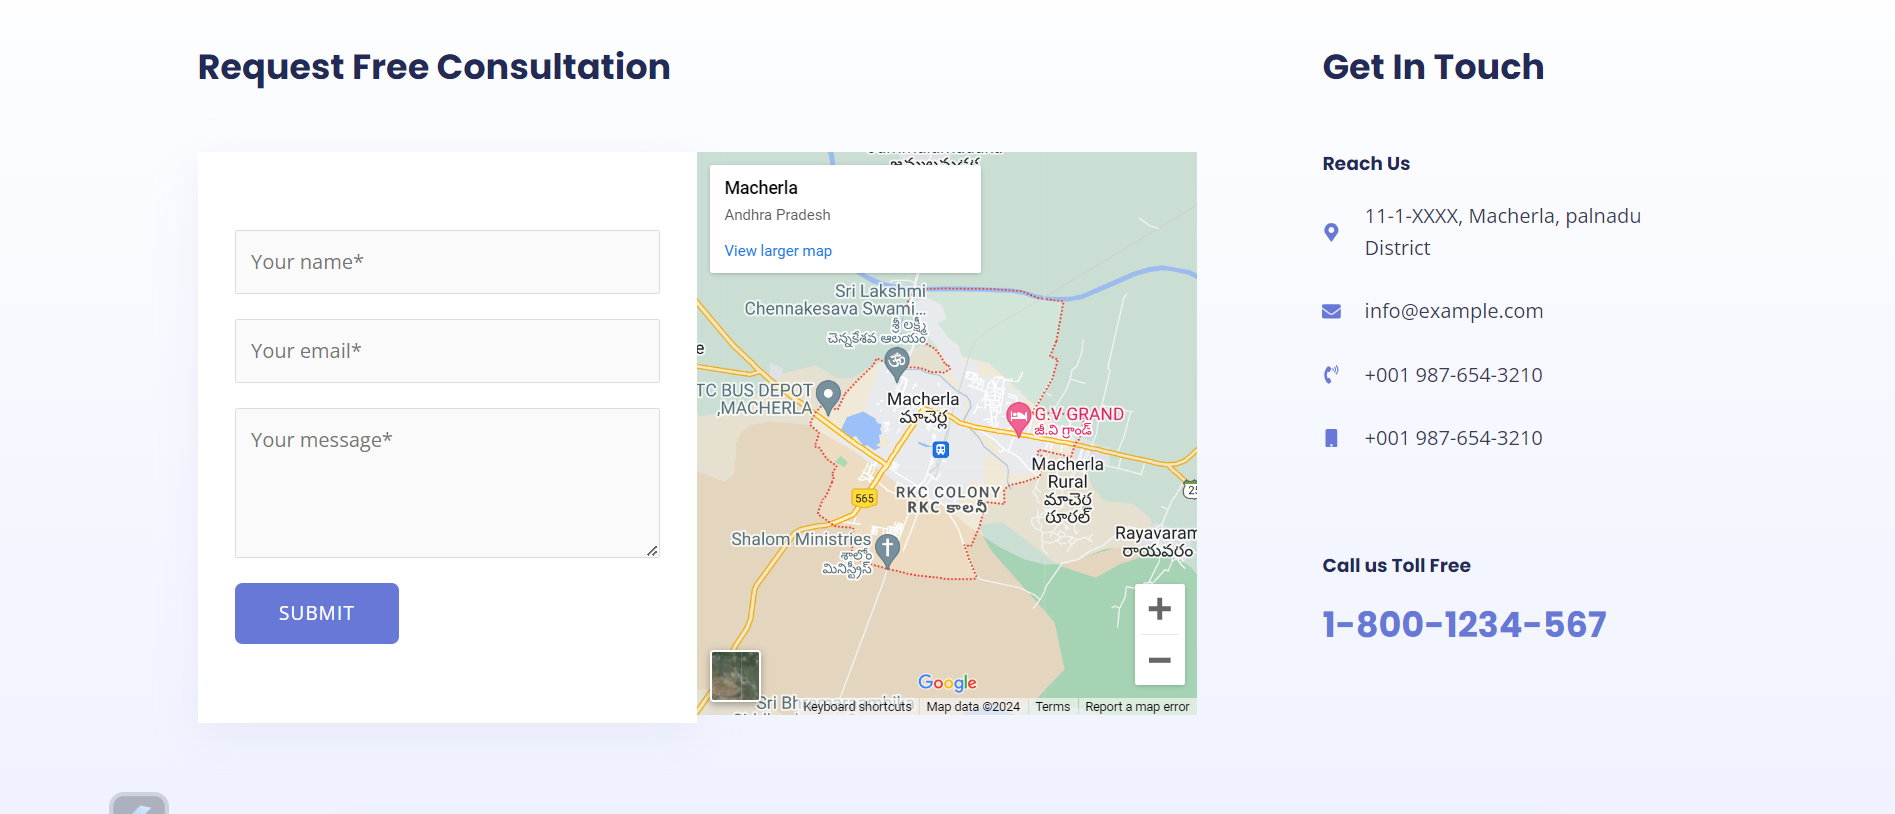 Request Free Consultation
Your name*
Your email*
Your message*
SUBMIT
Macherla
Andhra Pradesh
View larger map
Sri Lakshmi
Chennakesava Swami...
శ్రీ లక్ష్మీ
చెన్నకేశవ ఆలయం
TC BUS DEPOT
,MACHERLA
Macherla
మాచెర్ల
G.V GRAND
జి.వి గ్రాండ్
Macherla
Rural
మాచెర్ల
రూరల్
565
RKC COLONY
RKC కాలనీ
Shalom Ministries
శాలోం
మినిస్ట్రీస్
Rayavaram
రాయవరం
Google
Keyboard shortcuts
Map data ©2024
Terms
Report a map error
Get In Touch
Reach Us
11-1-XXXX, Macherla, palnadu
District
info@example.com
+001 987-654-3210
+001 987-654-3210
Call us Toll Free
1-800-1234-567